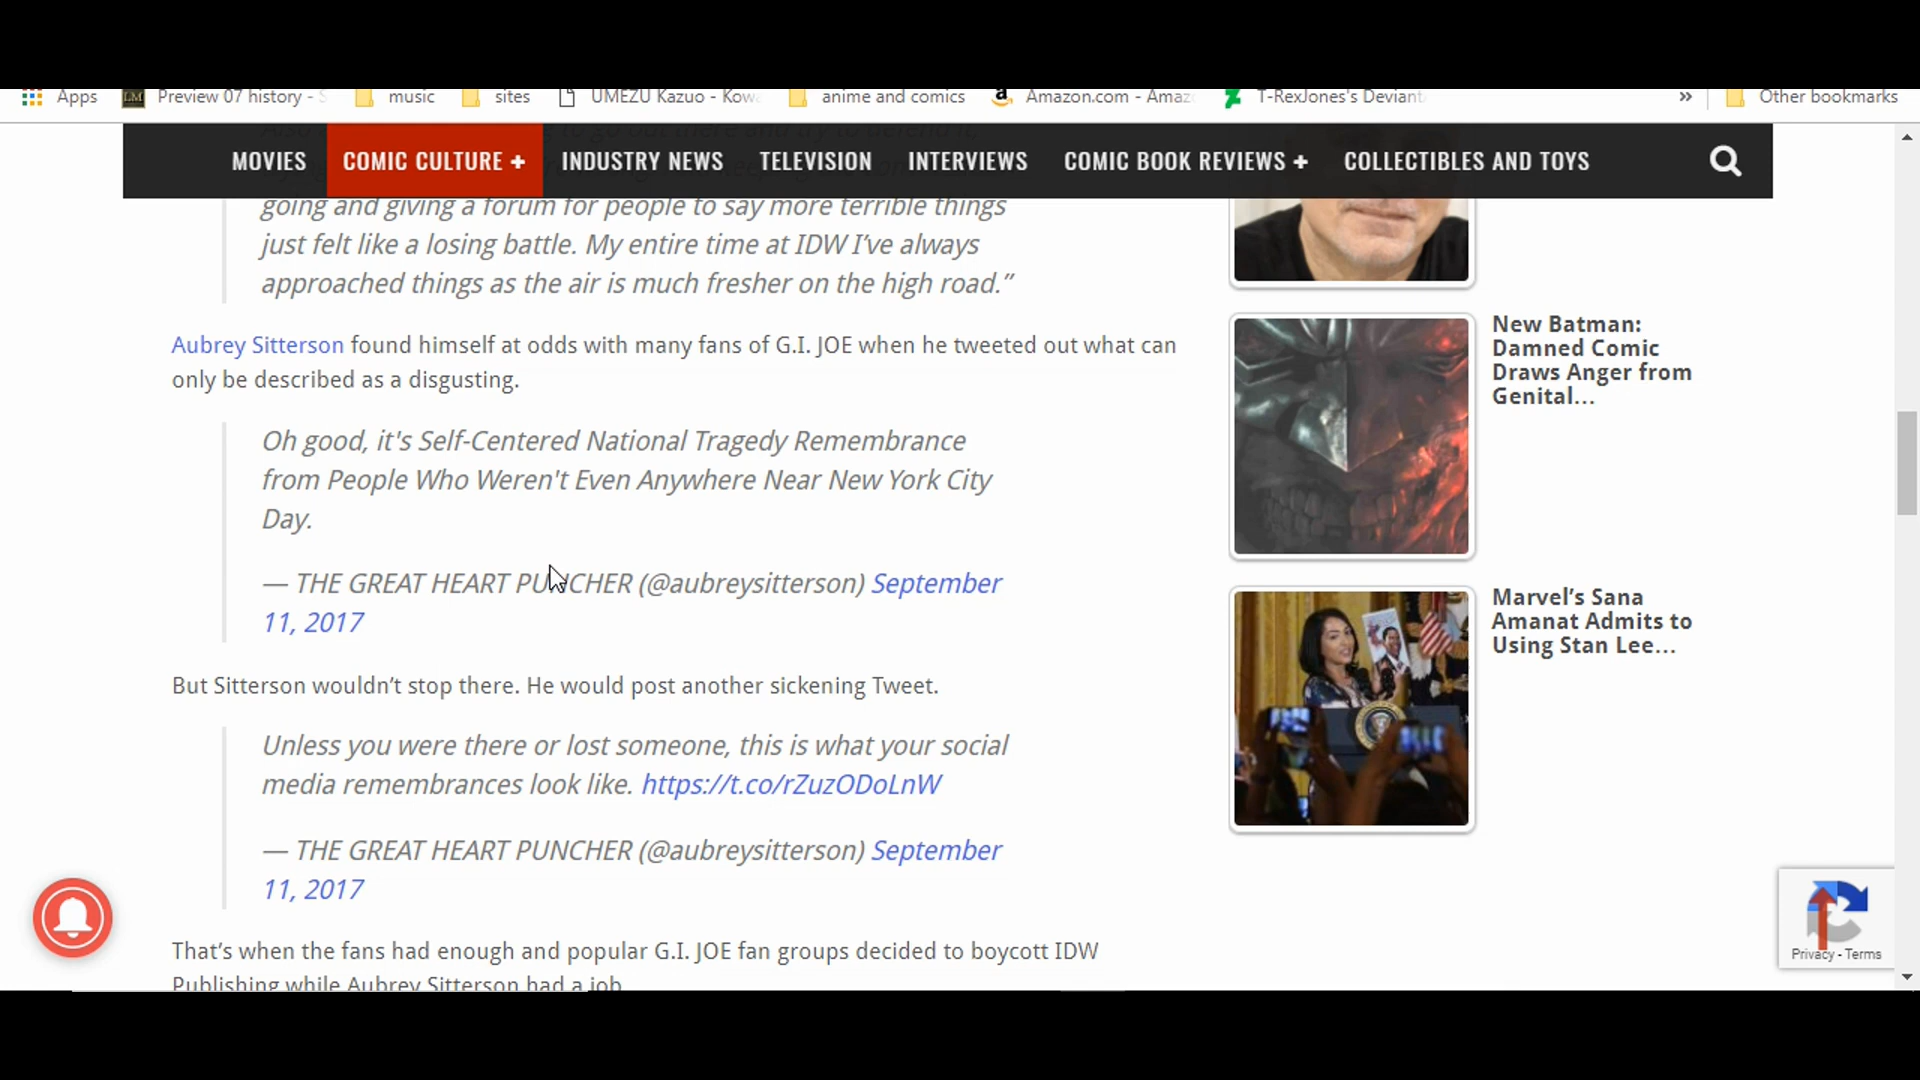 Apps
LM
Preview 07 history - S
music
sites
UMEZU Kazuo - Kowa
anime and comics
Amazon.com - Amaz
T-RexJones's Deviant
»
Other bookmarks
MOVIES
COMIC CULTURE +
INDUSTRY NEWS
TELEVISION
INTERVIEWS
COMIC BOOK REVIEWS +
COLLECTIBLES AND TOYS
going and giving a forum for people to say more terrible things
just felt like a losing battle. My entire time at IDW I’ve always
approached things as the air is much fresher on the high road.”
Aubrey Sitterson found himself at odds with many fans of G.I. JOE when he tweeted out what can
only be described as a disgusting.
Oh good, it's Self-Centered National Tragedy Remembrance
from People Who Weren't Even Anywhere Near New York City
Day.
— THE GREAT HEART PUNCHER (@aubreysitterson) September
11, 2017
But Sitterson wouldn’t stop there. He would post another sickening Tweet.
Unless you were there or lost someone, this is what your social
media remembrances look like. https://t.co/rZuzODoLnW
— THE GREAT HEART PUNCHER (@aubreysitterson) September
11, 2017
That’s when the fans had enough and popular G.I. JOE fan groups decided to boycott IDW
Publishing while Aubrey Sitterson had a job
New Batman:
Damned Comic
Draws Anger from
Genital…
Marvel’s Sana
Amanat Admits to
Using Stan Lee…
Privacy - Terms